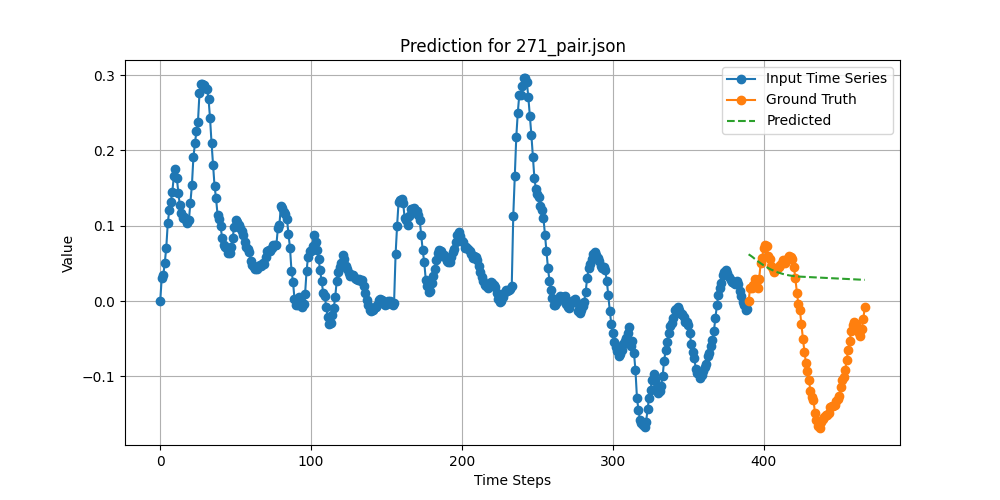 Prediction for 271_pair.json
Input Time Series
Ground Truth
Predicted
Value
0.3
0.2
0.1
0.0
−0.1
0
100
200
300
400
Time Steps